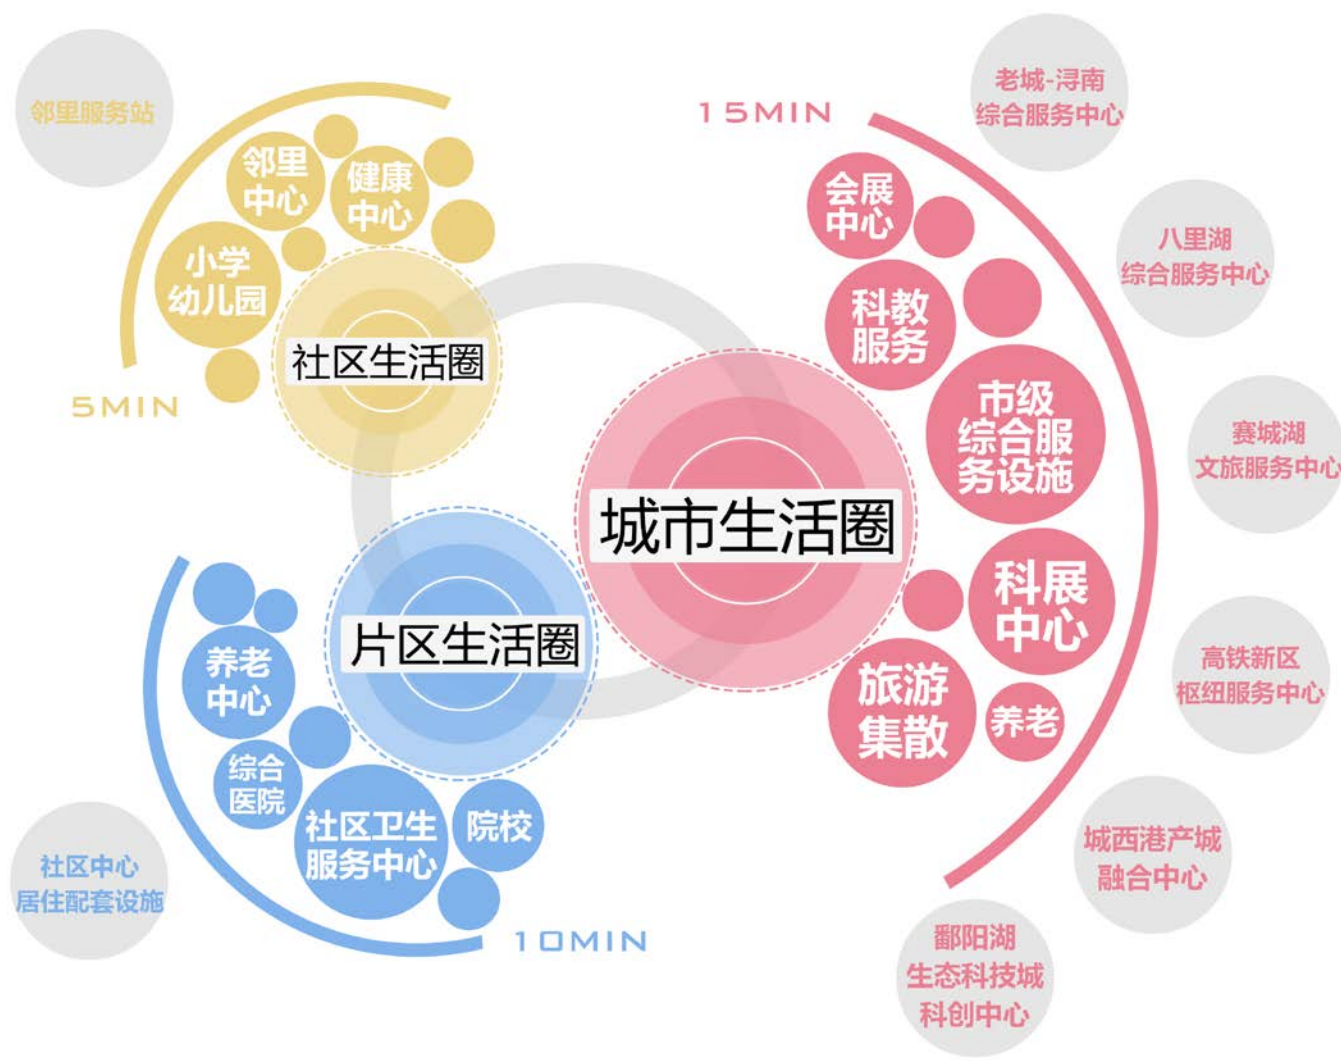 邻里服务站
邻里
中心
健康
中心
小学
幼儿园
社区生活圈
5MIN
15MIN
会展
中心
科教
服务
市级
综合服
务设施
科展
中心
旅游
集散
养老
城市生活圈
老城-浔南
综合服务中心
八里湖
综合服务中心
赛城湖
文旅服务中心
高铁新区
枢纽服务中心
城西港产城
融合中心
鄱阳湖
生态科技城
科创中心
片区生活圈
养老
中心
综合
医院
社区卫生
服务中心
院校
10MIN
社区中心
居住配套设施